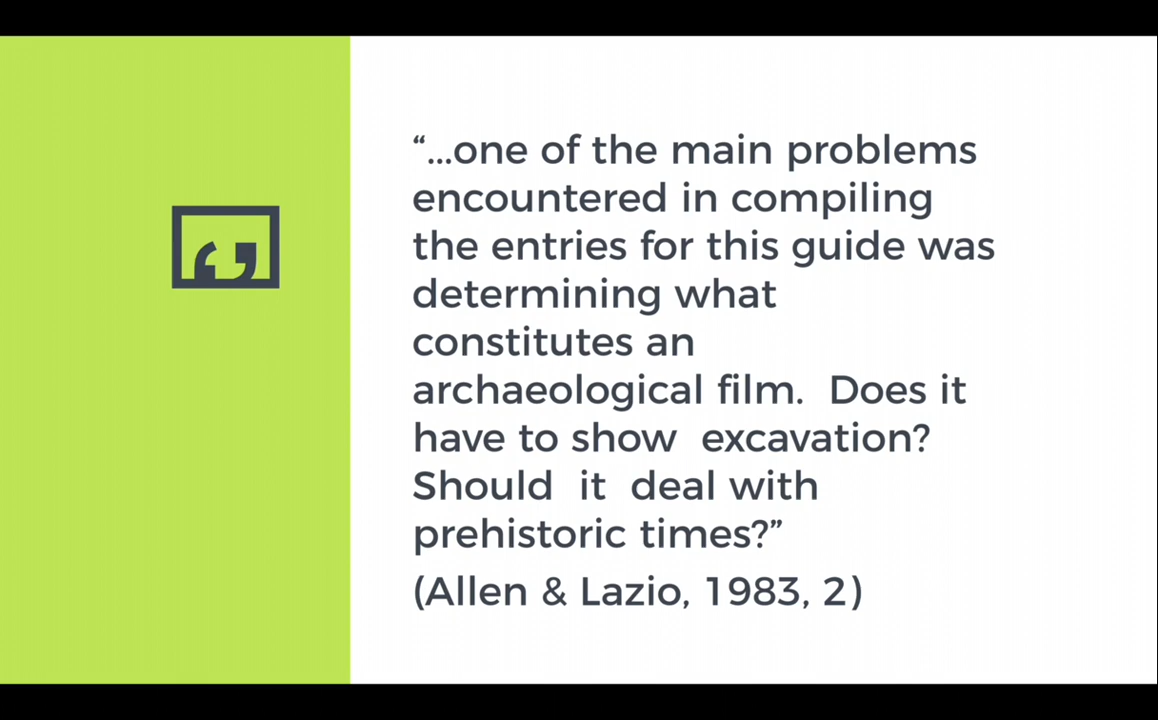 “...one of the main problems
encountered in compiling
the entries for this guide was
determining what
constitutes an
archaeological film.  Does it
have to show  excavation?
Should  it  deal with
prehistoric times?”
(Allen & Lazio, 1983, 2)